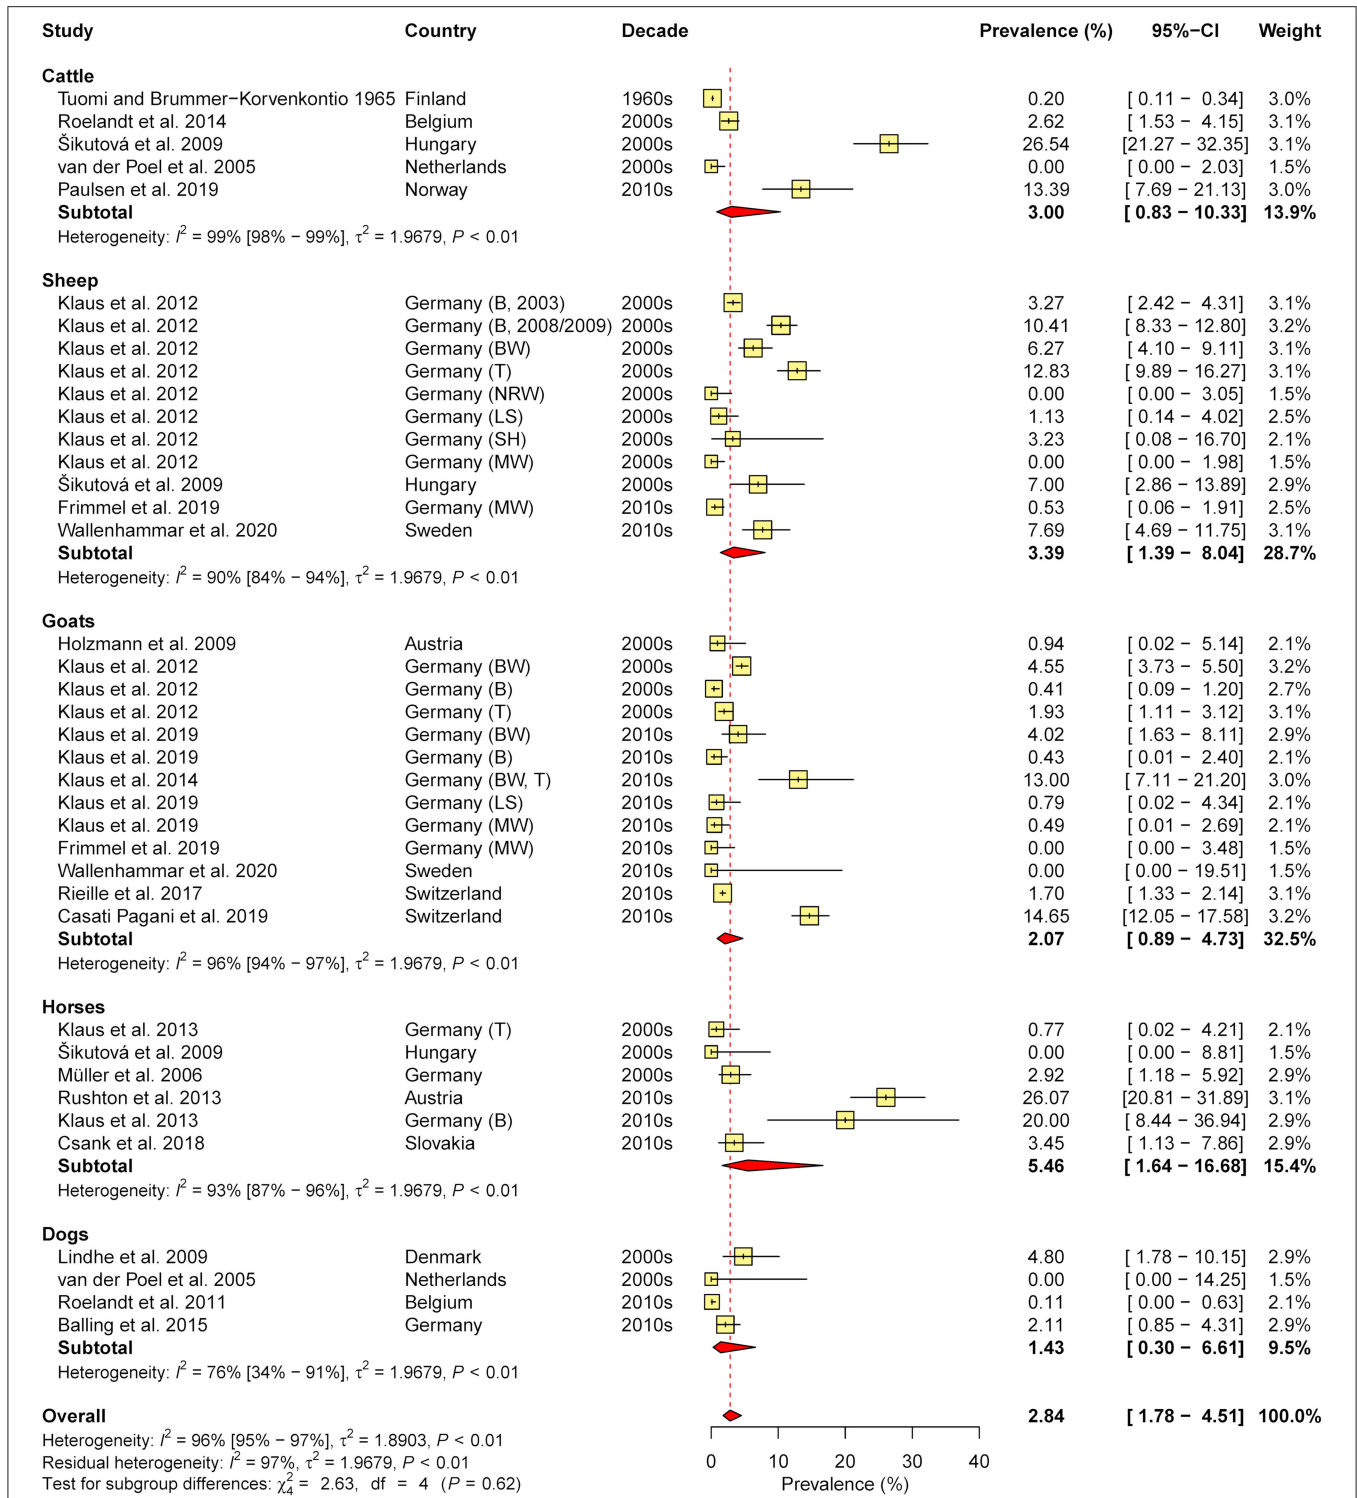 Study Country Decade Prevalence (%) 95%−CI Weight
Cattle
Tuomi and Brummer−Korvenkontio 1965 Finland 1960s 0.20 [ 0.11 − 0.34] 3.0%
Roelandt et al. 2014 Belgium 2000s 2.62 [ 1.53 − 4.15] 3.1%
Šikutová et al. 2009 Hungary 2000s 26.54 [21.27 − 32.35] 3.1%
van der Poel et al. 2005 Netherlands 2000s 0.00 [ 0.00 − 2.03] 1.5%
Paulsen et al. 2019 Norway 2010s 13.39 [ 7.69 − 21.13] 3.0%
Subtotal 3.00 [ 0.83 − 10.33] 13.9%
Heterogeneity: I² = 99% [98% − 99%], τ² = 1.9679, P < 0.01
Sheep
Klaus et al. 2012 Germany (B, 2003) 2000s 3.27 [ 2.42 − 4.31] 3.1%
Klaus et al. 2012 Germany (B, 2008/2009) 2000s 10.41 [ 8.33 − 12.80] 3.2%
Klaus et al. 2012 Germany (BW) 2000s 6.27 [ 4.10 − 9.11] 3.1%
Klaus et al. 2012 Germany (T) 2000s 12.83 [ 9.89 − 16.27] 3.1%
Klaus et al. 2012 Germany (NRW) 2000s 0.00 [ 0.00 − 3.05] 1.5%
Klaus et al. 2012 Germany (LS) 2000s 1.13 [ 0.14 − 4.02] 2.5%
Klaus et al. 2012 Germany (SH) 2000s 3.23 [ 0.08 − 16.70] 2.1%
Klaus et al. 2012 Germany (MW) 2000s 0.00 [ 0.00 − 1.98] 1.5%
Šikutová et al. 2009 Hungary 2000s 7.00 [ 2.86 − 13.89] 2.9%
Frimmel et al. 2019 Germany (MW) 2010s 0.53 [ 0.06 − 1.91] 2.5%
Wallenhammar et al. 2020 Sweden 2010s 7.69 [ 4.69 − 11.75] 3.1%
Subtotal 3.39 [ 1.39 − 8.04] 28.7%
Heterogeneity: I² = 90% [84% − 94%], τ² = 1.9679, P < 0.01
Goats
Holzmann et al. 2009 Austria 2000s 0.94 [ 0.02 − 5.14] 2.1%
Klaus et al. 2012 Germany (BW) 2000s 4.55 [ 3.73 − 5.50] 3.2%
Klaus et al. 2012 Germany (B) 2000s 0.41 [ 0.09 − 1.20] 2.7%
Klaus et al. 2012 Germany (T) 2000s 1.93 [ 1.11 − 3.12] 3.1%
Klaus et al. 2019 Germany (BW) 2010s 4.02 [ 1.63 − 8.11] 2.9%
Klaus et al. 2019 Germany (B) 2010s 0.43 [ 0.01 − 2.40] 2.1%
Klaus et al. 2014 Germany (BW, T) 2010s 13.00 [ 7.11 − 21.20] 3.0%
Klaus et al. 2019 Germany (LS) 2010s 0.79 [ 0.02 − 4.34] 2.1%
Klaus et al. 2019 Germany (MW) 2010s 0.49 [ 0.01 − 2.69] 2.1%
Frimmel et al. 2019 Germany (MW) 2010s 0.00 [ 0.00 − 3.48] 1.5%
Wallenhammar et al. 2020 Sweden 2010s 0.00 [ 0.00 − 19.51] 1.5%
Rieille et al. 2017 Switzerland 2010s 1.70 [ 1.33 − 2.14] 3.1%
Casati Pagani et al. 2019 Switzerland 2010s 14.65 [12.05 − 17.58] 3.2%
Subtotal 2.07 [ 0.89 − 4.73] 32.5%
Heterogeneity: I² = 96% [94% − 97%], τ² = 1.9679, P < 0.01
Horses
Klaus et al. 2013 Germany (T) 2000s 0.77 [ 0.02 − 4.21] 2.1%
Šikutová et al. 2009 Hungary 2000s 0.00 [ 0.00 − 8.81] 1.5%
Müller et al. 2006 Germany 2000s 2.92 [ 1.18 − 5.92] 2.9%
Rushton et al. 2013 Austria 2010s 26.07 [20.81 − 31.89] 3.1%
Klaus et al. 2013 Germany (B) 2010s 20.00 [ 8.44 − 36.94] 2.9%
Csank et al. 2018 Slovakia 2010s 3.45 [ 1.13 − 7.86] 2.9%
Subtotal 5.46 [ 1.64 − 16.68] 15.4%
Heterogeneity: I² = 93% [87% − 96%], τ² = 1.9679, P < 0.01
Dogs
Lindhe et al. 2009 Denmark 2000s 4.80 [ 1.78 − 10.15] 2.9%
van der Poel et al. 2005 Netherlands 2000s 0.00 [ 0.00 − 14.25] 1.5%
Roelandt et al. 2011 Belgium 2010s 0.11 [ 0.00 − 0.63] 2.1%
Balling et al. 2015 Germany 2010s 2.11 [ 0.85 − 4.31] 2.9%
Subtotal 1.43 [ 0.30 − 6.61] 9.5%
Heterogeneity: I² = 76% [34% − 91%], τ² = 1.9679, P < 0.01
Overall 2.84 [ 1.78 − 4.51] 100.0%
Heterogeneity: I² = 96% [95% − 97%], τ² = 1.8903, P < 0.01
Residual heterogeneity: I² = 97%, τ² = 1.9679, P < 0.01
Test for subgroup differences: χ²₄ = 2.63, df = 4 (P = 0.62)
0 10 20 30 40
Prevalence (%)